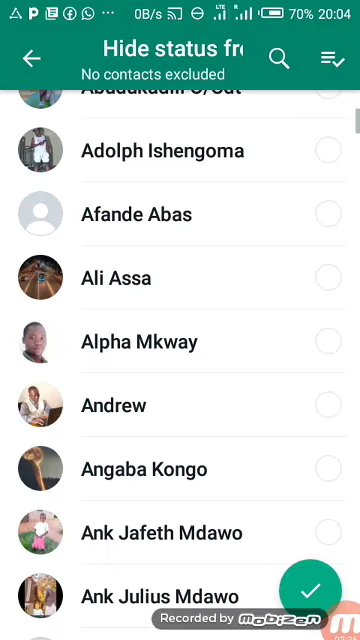 0B/s 70% 20:04
Hide status fr
No contacts excluded
Adolph Ishengoma
Afande Abas
Ali Assa
Alpha Mkway
Andrew
Angaba Kongo
Ank Jafeth Mdawo
Ank Julius Mdawo
Recorded by mobizen